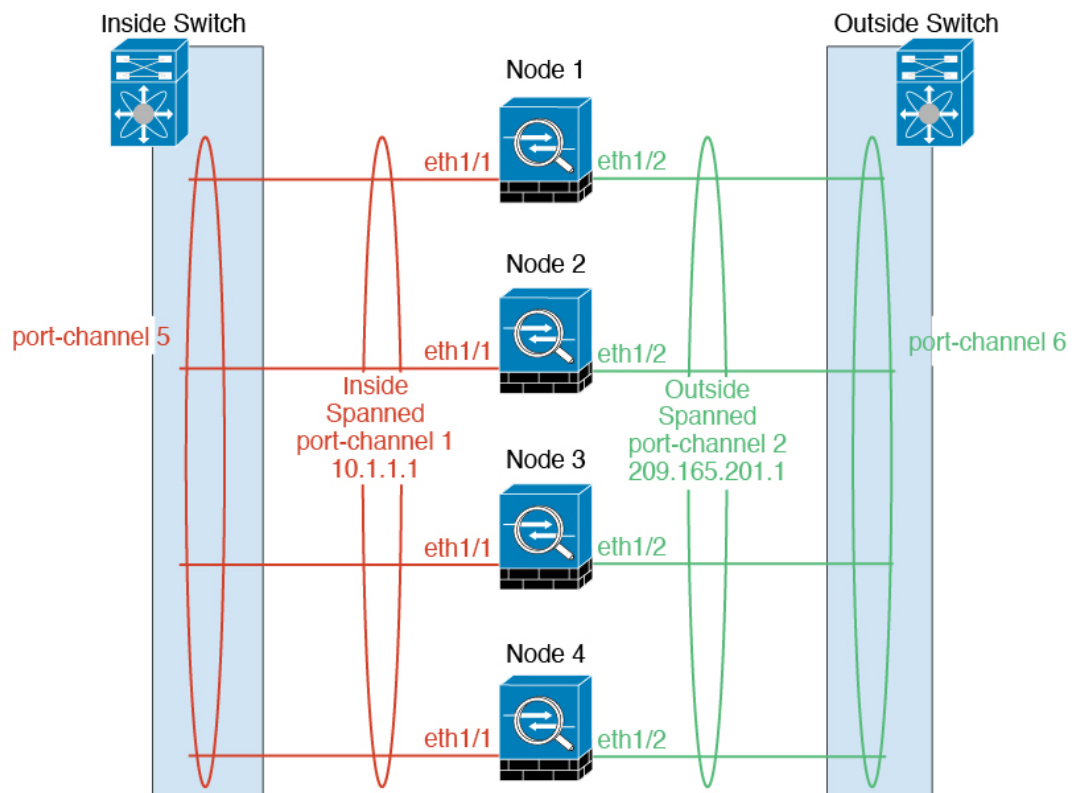 Inside Switch
Outside Switch
Node 1
eth1/1
eth1/2
Node 2
port-channel 5
eth1/1
eth1/2
port-channel 6
Inside
Spanned
port-channel 1
10.1.1.1
Outside
Spanned
port-channel 2
209.165.201.1
Node 3
eth1/1
eth1/2
Node 4
eth1/1
eth1/2